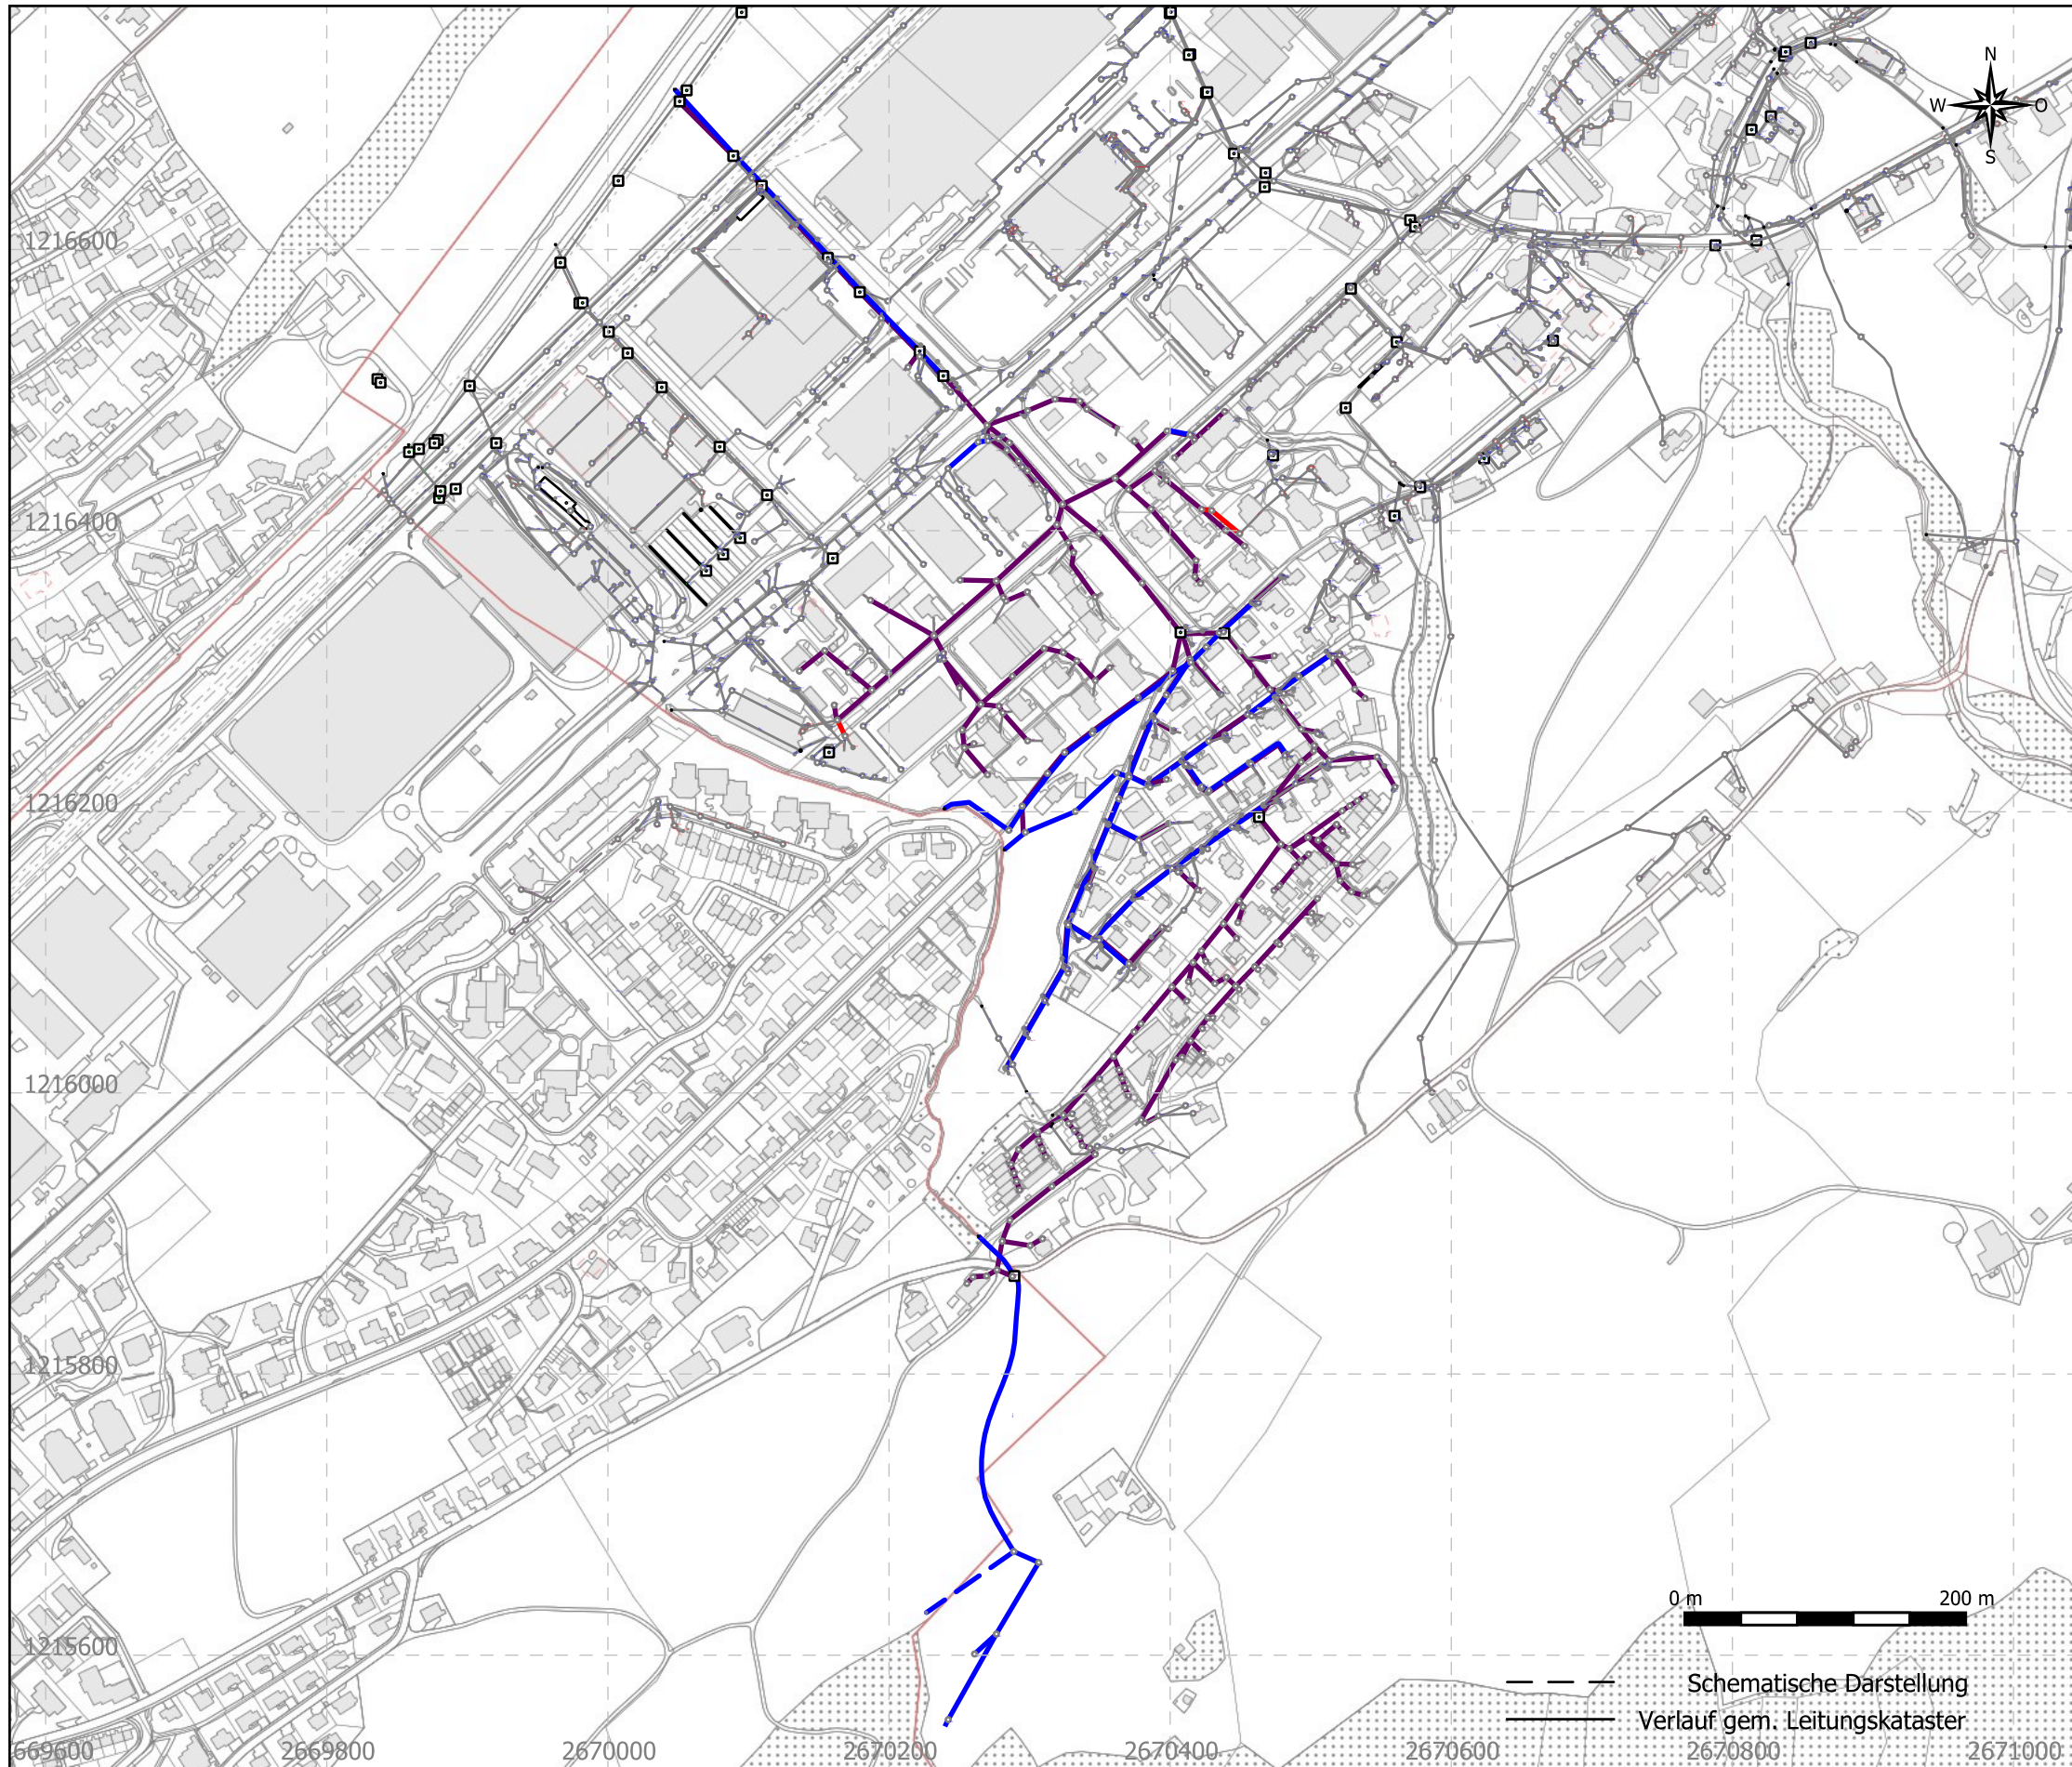 N
W O
S
1216600
1216400
1216200
1216000
1215800
0 m 200 m
1215600
Schematische Darstellung
Verlauf gem. Leitungskataster
669600 2669800 2670000 2670200 2670400 2670600 2670800 2671000